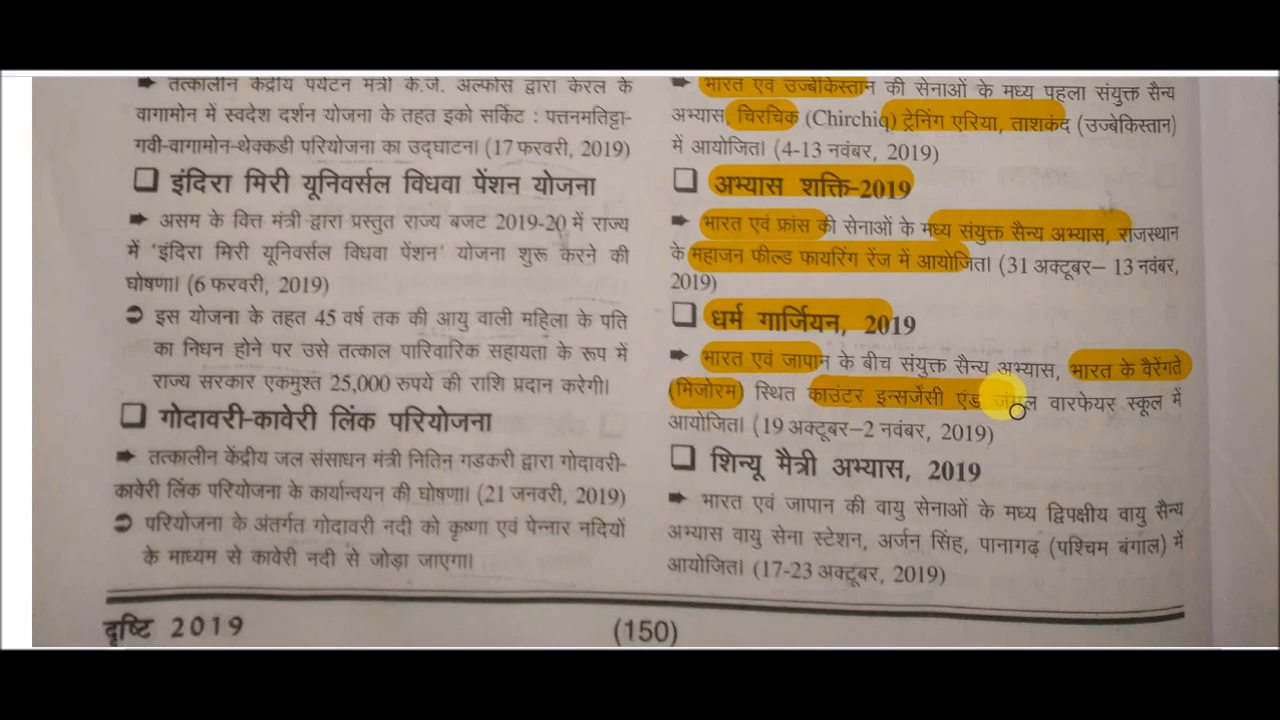 ➡ तत्कालीन केंद्रीय पर्यटन मंत्री के.जे. अल्फोंस द्वारा केरल के
वागामोन में स्वदेश दर्शन योजना के तहत इको सर्किट : पत्तनमतिट्टा-
गवी-वागामोन-थेक्कडी परियोजना का उद्घाटन। (17 फरवरी, 2019)
❑ इंदिरा मिरी यूनिवर्सल विधवा पेंशन योजना
➡ असम के वित्त मंत्री द्वारा प्रस्तुत राज्य बजट 2019-20 में राज्य
में 'इंदिरा मिरी यूनिवर्सल विधवा पेंशन' योजना शुरू करने की
घोषणा। (6 फरवरी, 2019)
➲ इस योजना के तहत 45 वर्ष तक की आयु वाली महिला के पति
का निधन होने पर उसे तत्काल पारिवारिक सहायता के रूप में
राज्य सरकार एकमुश्त 25,000 रुपये की राशि प्रदान करेगी।
❑ गोदावरी-कावेरी लिंक परियोजना
➡ तत्कालीन केंद्रीय जल संसाधन मंत्री नितिन गडकरी द्वारा गोदावरी-
कावेरी लिंक परियोजना के कार्यान्वयन की घोषणा। (21 जनवरी, 2019)
➲ परियोजना के अंतर्गत गोदावरी नदी को कृष्णा एवं पेन्नार नदियों
के माध्यम से कावेरी नदी से जोड़ा जाएगा।
➡ भारत एवं उज्बेकिस्तान की सेनाओं के मध्य पहला संयुक्त सैन्य
अभ्यास, चिरचिक (Chirchiq) ट्रेनिंग एरिया, ताशकंद (उज्बेकिस्तान)
में आयोजित। (4-13 नवंबर, 2019)
❑ अभ्यास शक्ति-2019
➡ भारत एवं फ्रांस की सेनाओं के मध्य संयुक्त सैन्य अभ्यास, राजस्थान
के महाजन फील्ड फायरिंग रेंज में आयोजित। (31 अक्टूबर– 13 नवंबर,
2019)
❑ धर्म गार्जियन, 2019
➡ भारत एवं जापान के बीच संयुक्त सैन्य अभ्यास, भारत के वैरेंगते
(मिजोरम) स्थित काउंटर इन्सर्जेंसी एंड जंगल वारफेयर स्कूल में
आयोजित। (19 अक्टूबर–2 नवंबर, 2019)
❑ शिन्यू मैत्री अभ्यास, 2019
➡ भारत एवं जापान की वायु सेनाओं के मध्य द्विपक्षीय वायु सैन्य
अभ्यास वायु सेना स्टेशन, अर्जन सिंह, पानागढ़ (पश्चिम बंगाल) में
आयोजित। (17-23 अक्टूबर, 2019)
दृष्टि 2019
(150)